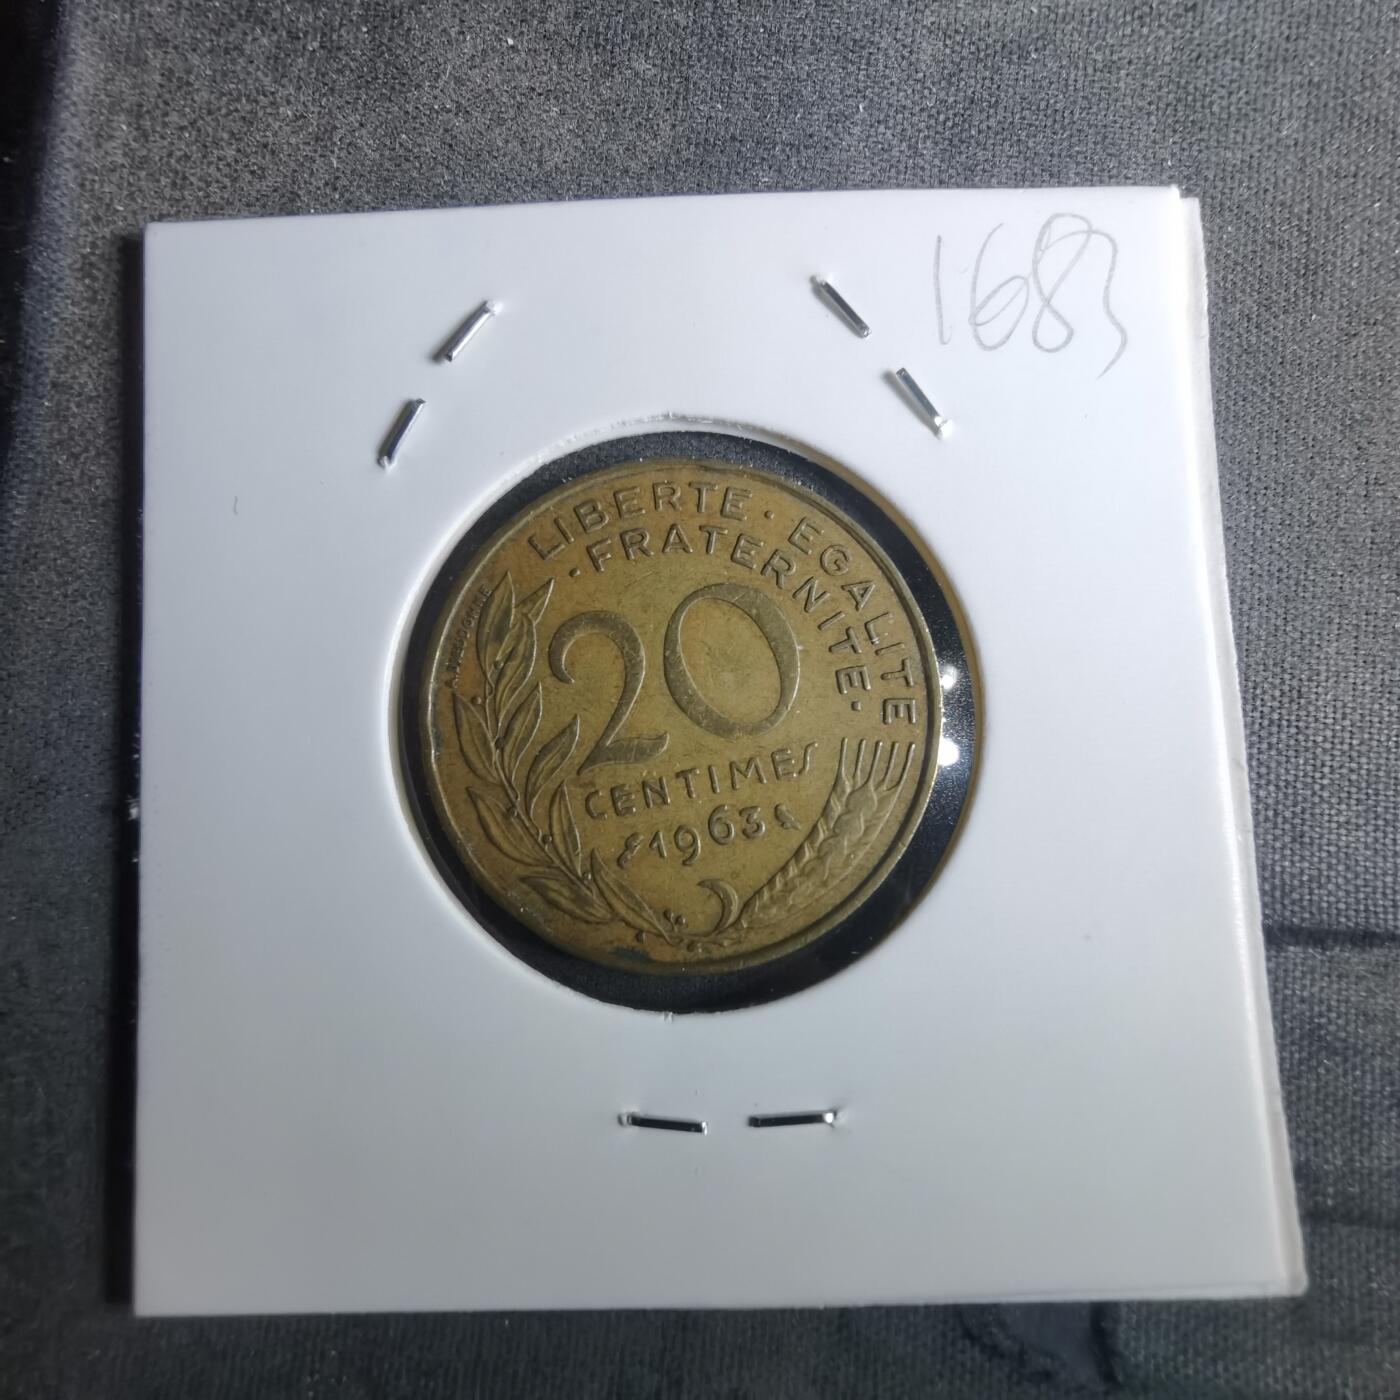 1683
LIBERTE · EGALITE
· FRATERNITE ·
20
CENTIMES
1963